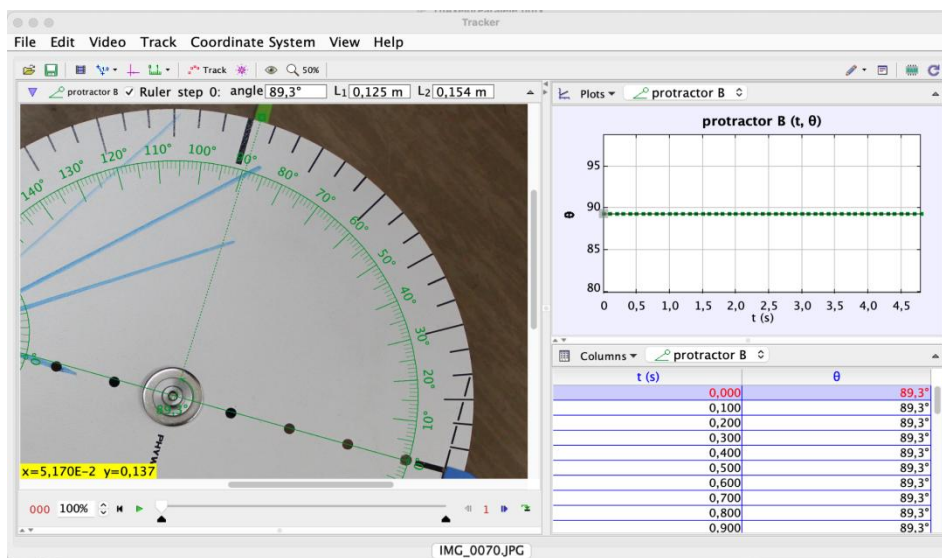 Tracker
File Edit Video Track Coordinate System View Help
Track 50%
protractor B Ruler step 0: angle 89,3° L1 0,125 m L2 0,154 m
140° 130° 120° 110° 100° 90° 80° 70° 60° 50° 40° 30° 20° 10° 0
89,3°
PHYW
x=5,170E-2 y=0,137
000 100% 1
Plots protractor B
protractor B (t, θ)
95
90
85
80
θ
0 0,5 1,0 1,5 2,0 2,5 3,0 3,5 4,0 4,5
t (s)
Columns protractor B
t (s) θ
0,000 89,3°
0,100 89,3°
0,200 89,3°
0,300 89,3°
0,400 89,3°
0,500 89,3°
0,600 89,3°
0,700 89,3°
0,800 89,3°
0,900 89,3°
IMG_0070.JPG